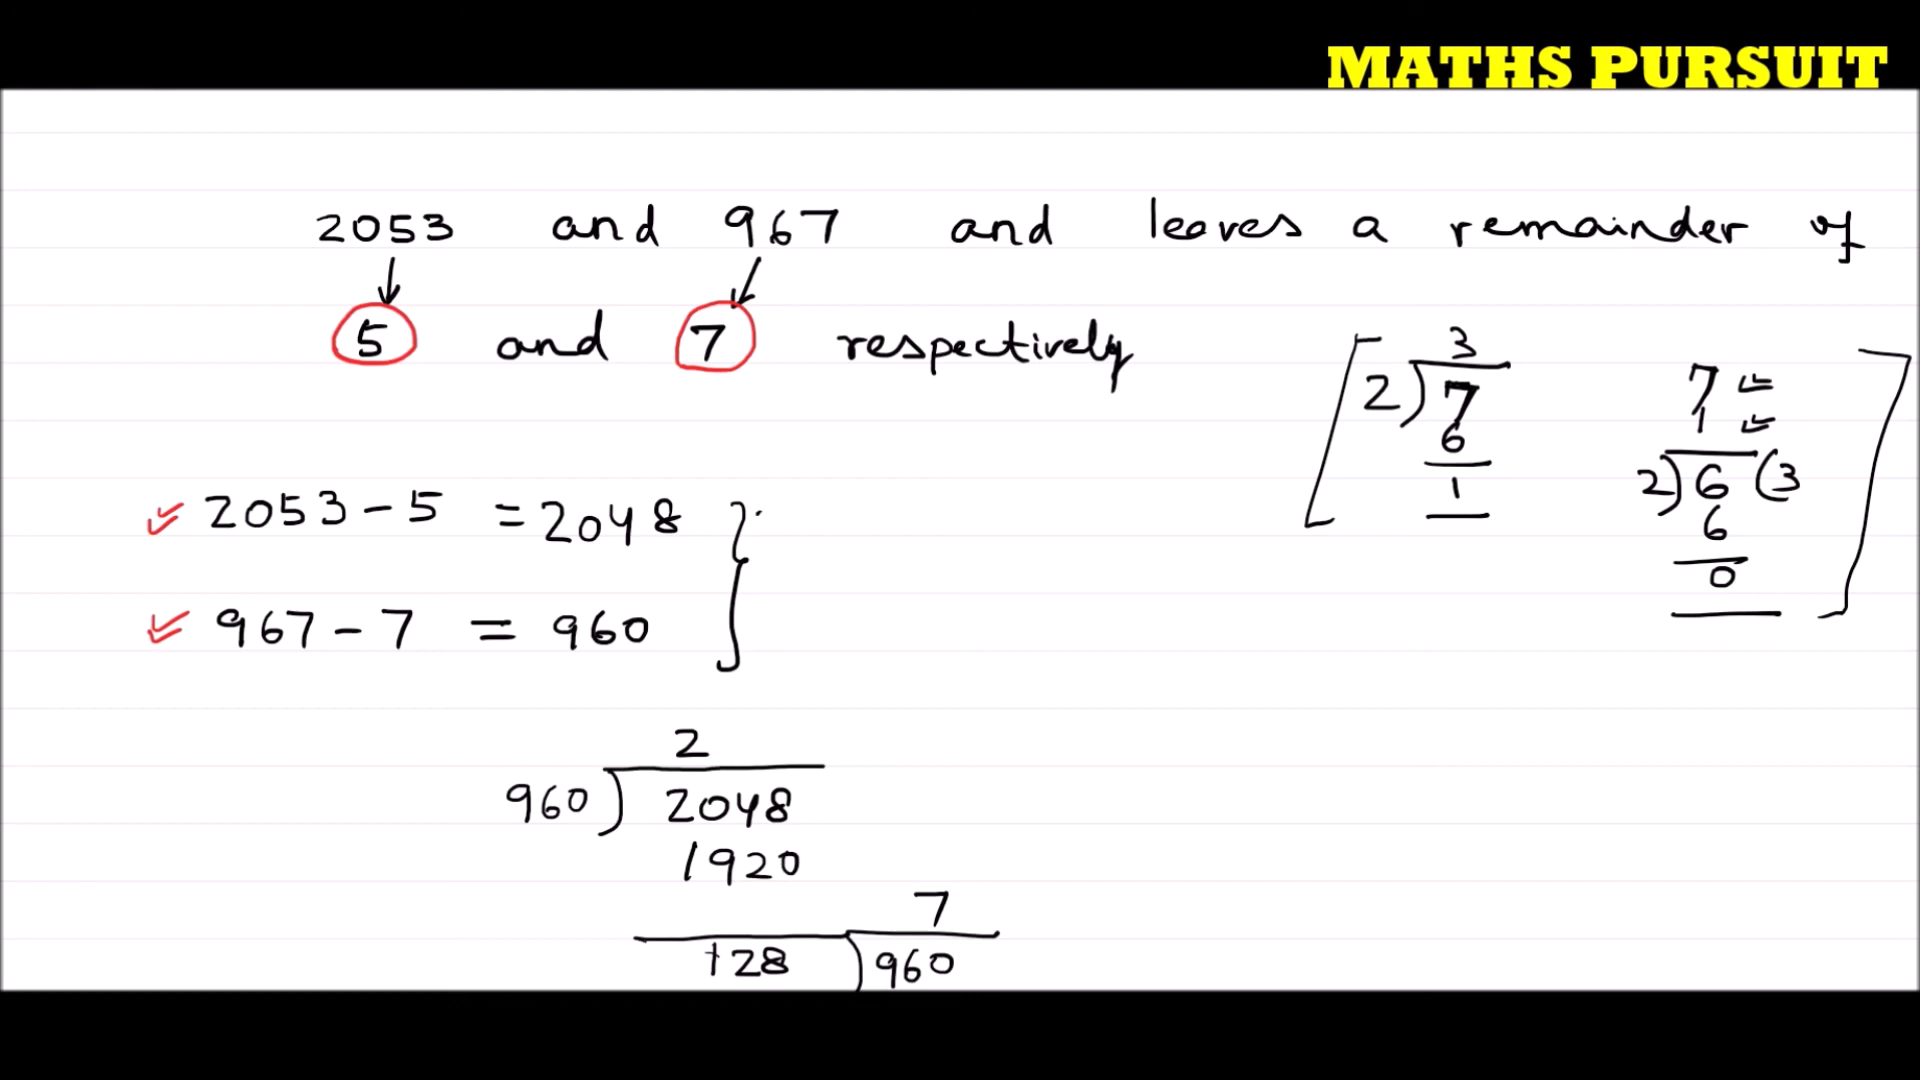 MATHS PURSUIT
2053 and 967 and leaves a remainder of
5 and 7 respectively
3
2) 7
6
1
7
1
2) 6 (3
6
0
2053 - 5 = 2048
967 - 7 = 960
2
960) 2048
1920
7
128) 960